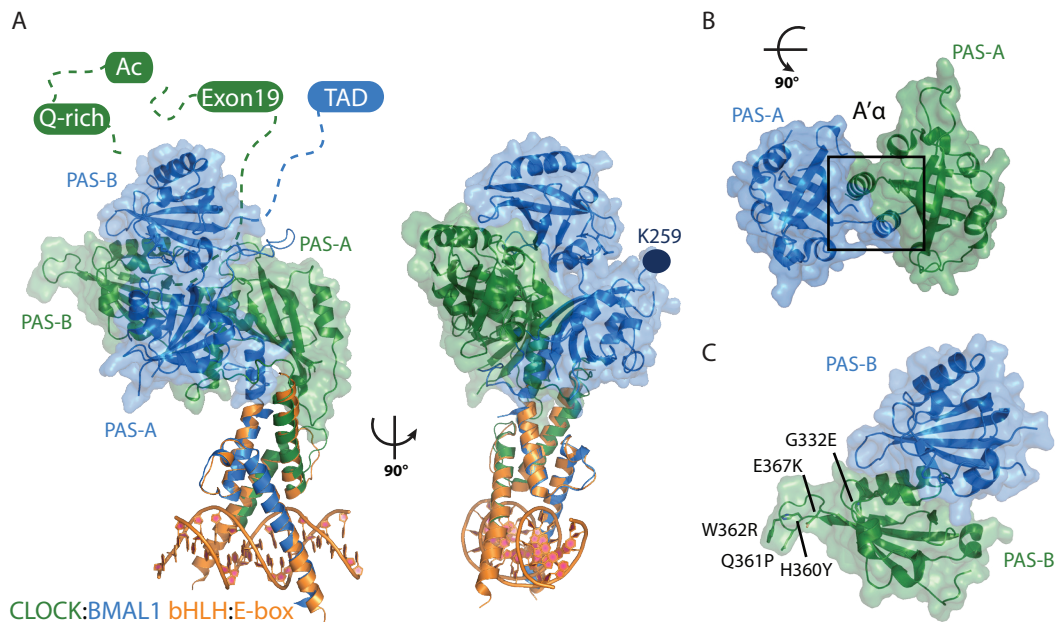 A
Ac
Q-rich
Exon19
TAD
PAS-B
PAS-A
PAS-B
PAS-A
K259
90°
CLOCK:BMAL1 bHLH:E-box
B
90°
PAS-A
A'α
PAS-A
C
PAS-B
G332E
E367K
W362R
Q361P
H360Y
PAS-B